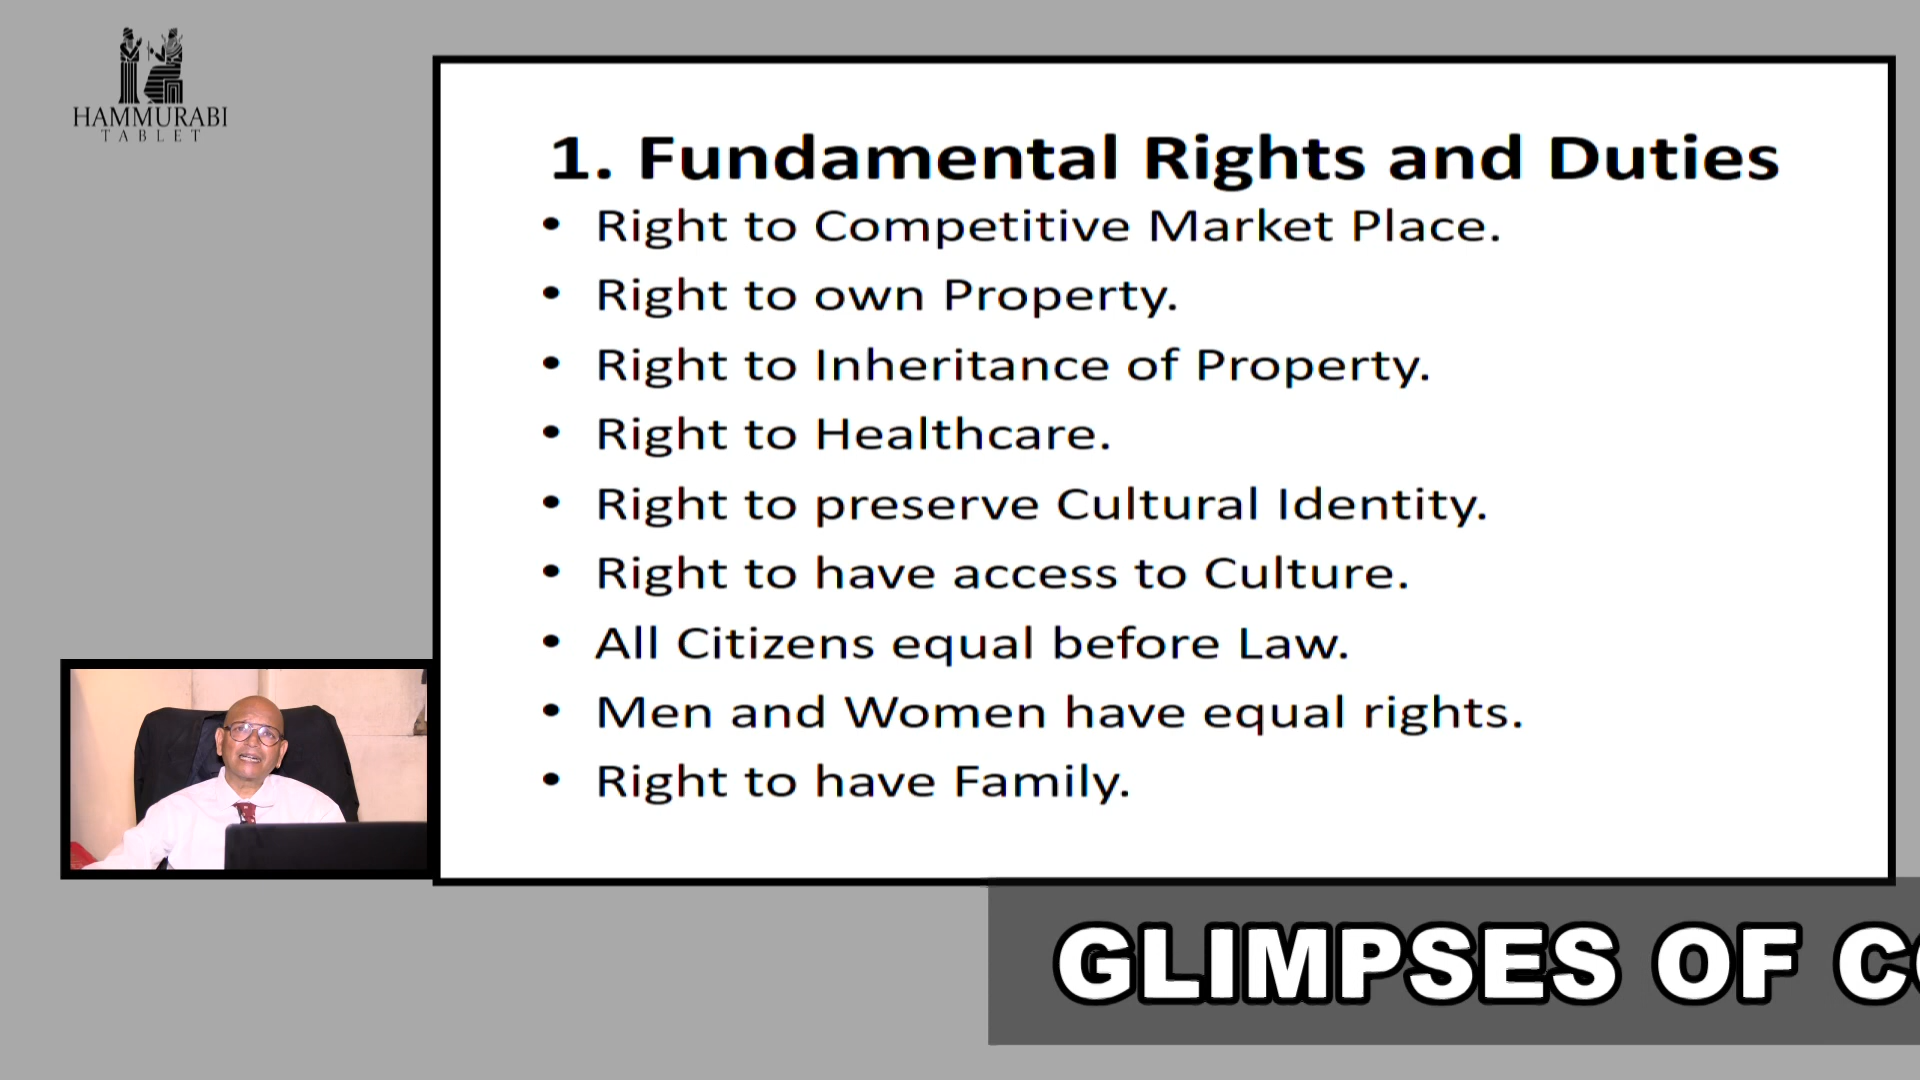 HAMMURABI
TABLET
1. Fundamental Rights and Duties
• Right to Competitive Market Place.
• Right to own Property.
• Right to Inheritance of Property.
• Right to Healthcare.
• Right to preserve Cultural Identity.
• Right to have access to Culture.
• All Citizens equal before Law.
• Men and Women have equal rights.
• Right to have Family.
GLIMPSES OF